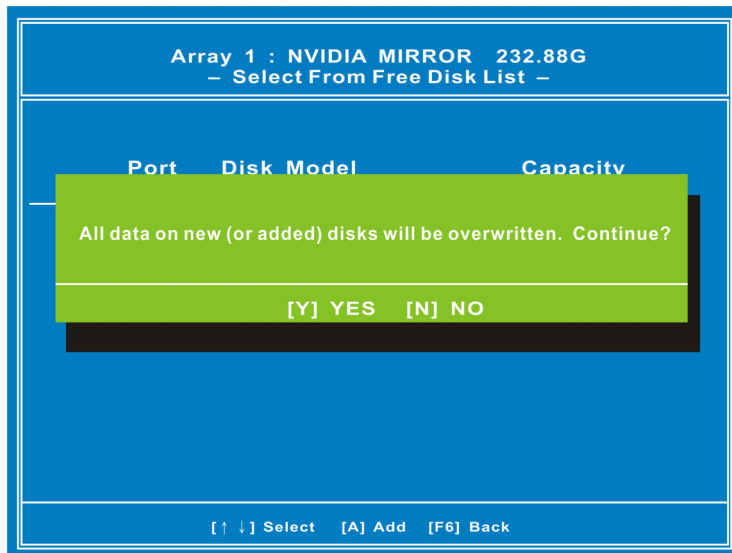 Array 1 : NVIDIA MIRROR 232.88G
– Select From Free Disk List –
Port Disk Model Capacity
All data on new (or added) disks will be overwritten. Continue?
[Y] YES [N] NO
[↑ ↓] Select [A] Add [F6] Back